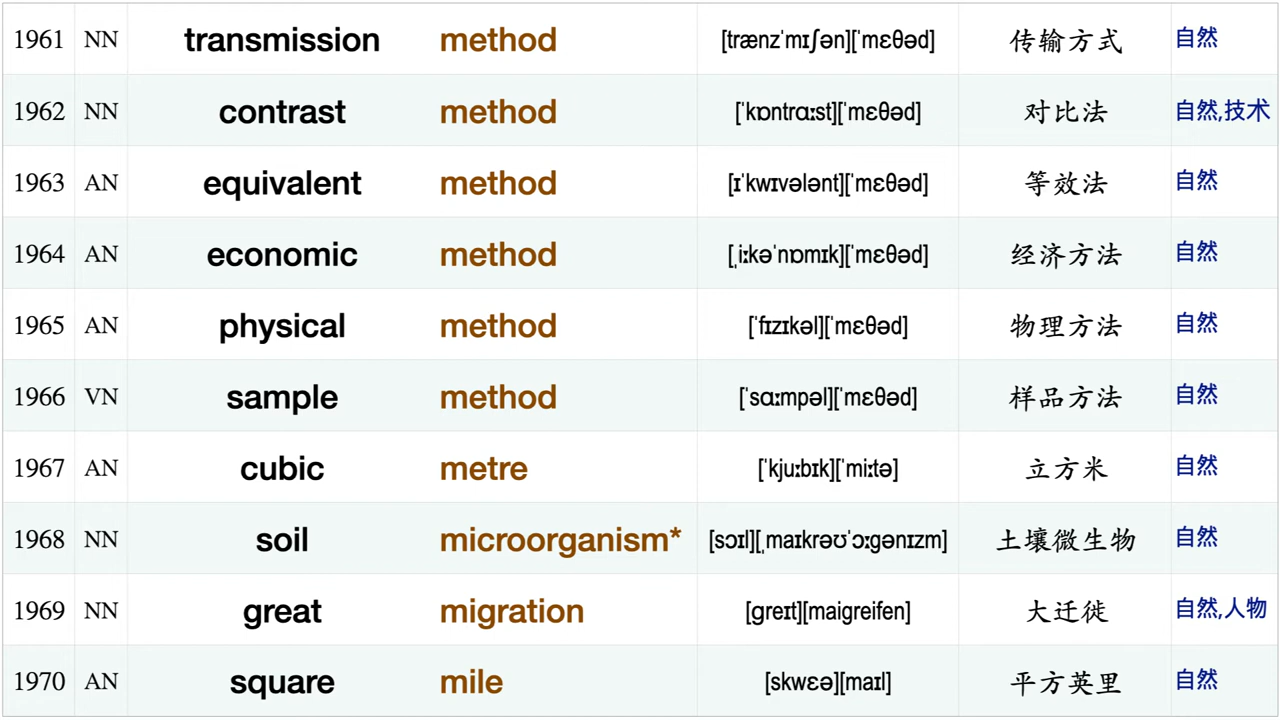 1961 NN transmission method [trænzˈmɪʃən][ˈmɛθəd] 传输方式 自然
1962 NN contrast method [ˈkɒntrɑːst][ˈmɛθəd] 对比法 自然,技术
1963 AN equivalent method [ɪˈkwɪvələnt][ˈmɛθəd] 等效法 自然
1964 AN economic method [ˌiːkəˈnɒmɪk][ˈmɛθəd] 经济方法 自然
1965 AN physical method [ˈfɪzɪkəl][ˈmɛθəd] 物理方法 自然
1966 VN sample method [ˈsɑːmpəl][ˈmɛθəd] 样品方法 自然
1967 AN cubic metre [ˈkjuːbɪk][ˈmiːtə] 立方米 自然
1968 NN soil microorganism* [sɔɪl][ˌmaɪkrəʊˈɔːgənɪzm] 土壤微生物 自然
1969 NN great migration [greɪt][maigreifen] 大迁徙 自然,人物
1970 AN square mile [skwɛə][maɪl] 平方英里 自然